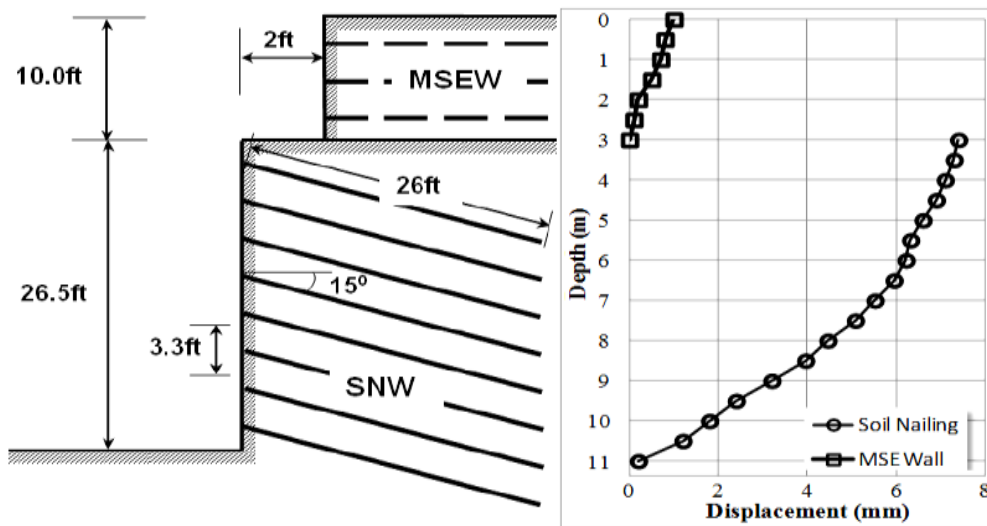 2ft
10.0ft
MSEW
26ft
26.5ft
15⁰
3.3ft
SNW
0
1
2
3
4
5
6
7
8
9
10
11
Depth (m)
Soil Nailing
MSE Wall
0 2 4 6 8
Displacement (mm)